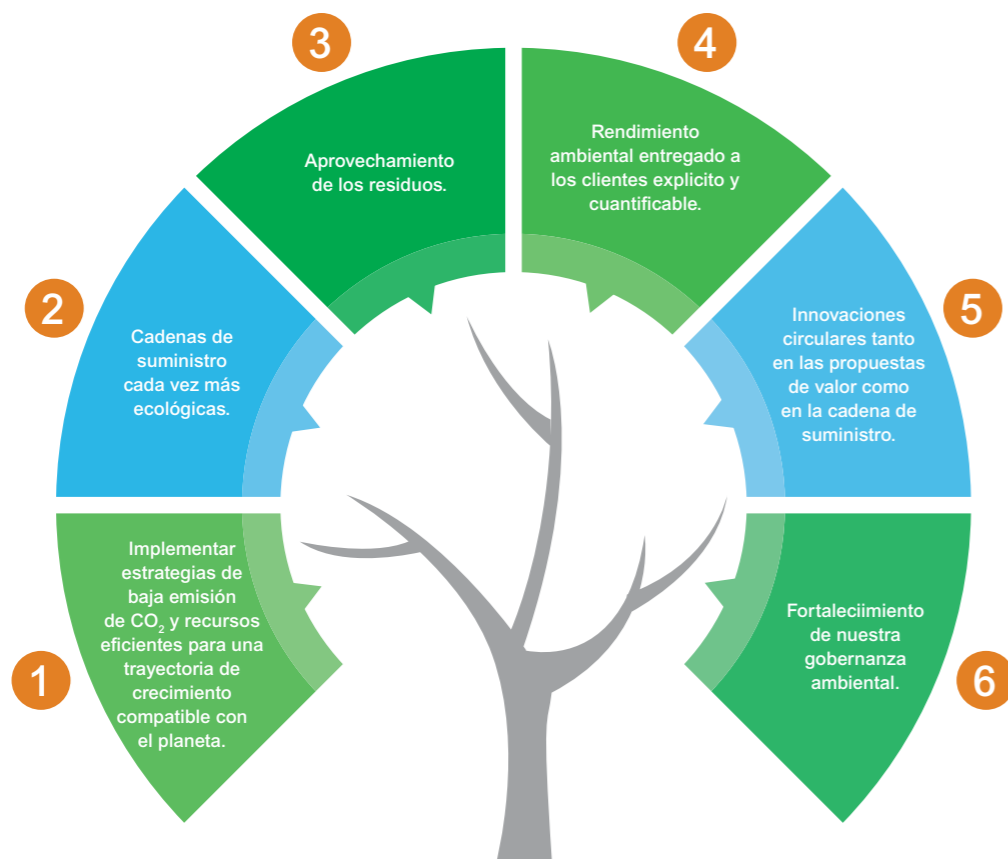 1
Implementar
estrategias de
baja emisión
de CO₂ y recursos
eficientes para una
trayectoria de
crecimiento
compatible con
el planeta.
2
Cadenas de
suministro
cada vez más
ecológicas.
3
Aprovechamiento
de los residuos.
4
Rendimiento
ambiental entregado a
los clientes explicito y
cuantificable.
5
Innovaciones
circulares tanto
en las propuestas
de valor como
en la cadena de
suministro.
6
Fortaleciimiento
de nuestra
gobernanza
ambiental.